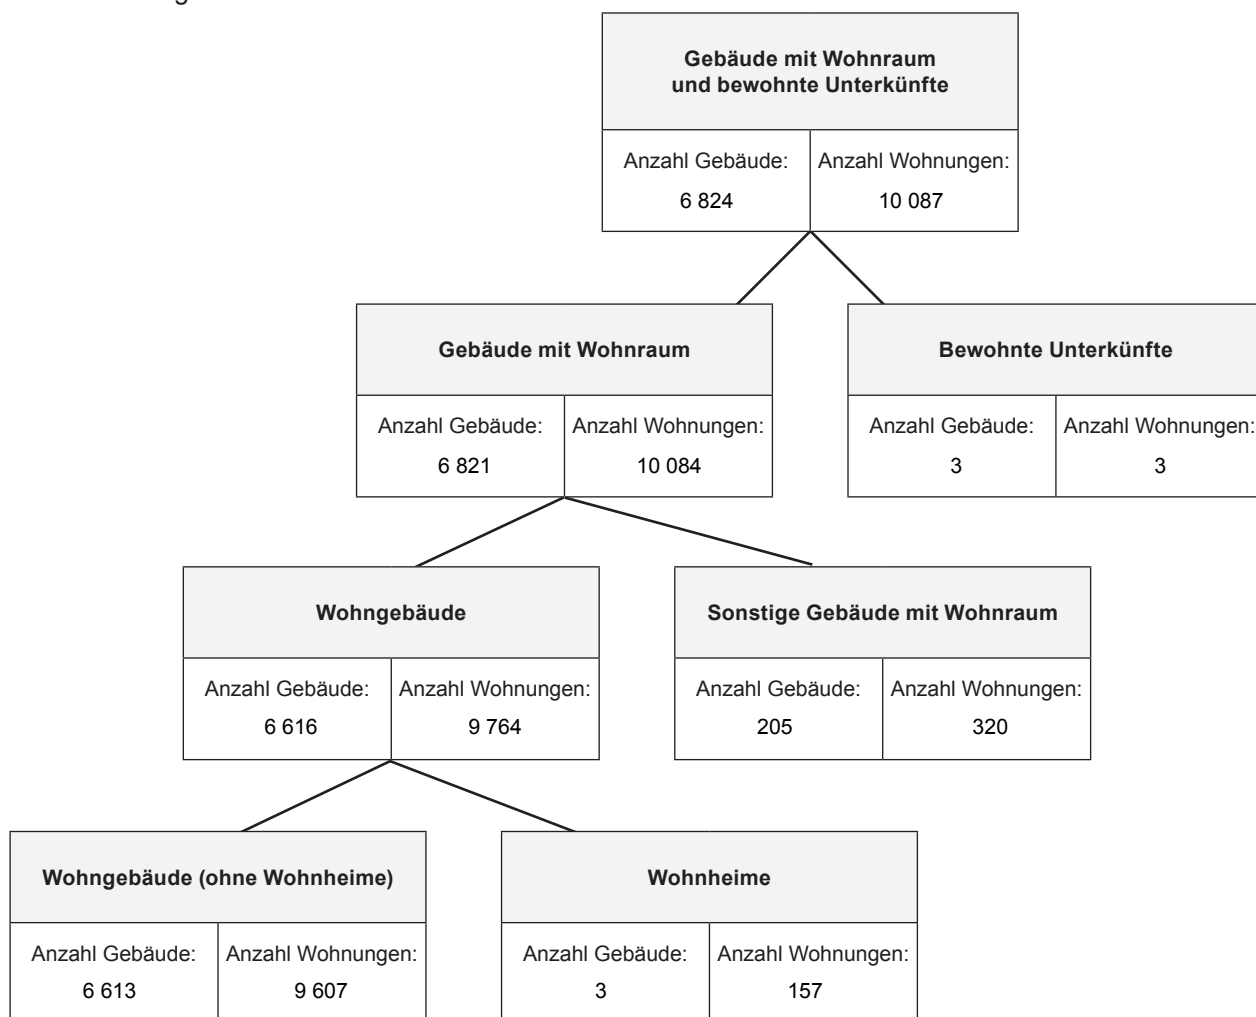 Gebäude mit Wohnraum
und bewohnte Unterkünfte
Anzahl Gebäude: Anzahl Wohnungen:
6 824 10 087
Gebäude mit Wohnraum
Anzahl Gebäude: Anzahl Wohnungen:
6 821 10 084
Bewohnte Unterkünfte
Anzahl Gebäude: Anzahl Wohnungen:
3 3
Wohngebäude
Anzahl Gebäude: Anzahl Wohnungen:
6 616 9 764
Sonstige Gebäude mit Wohnraum
Anzahl Gebäude: Anzahl Wohnungen:
205 320
Wohngebäude (ohne Wohnheime)
Anzahl Gebäude: Anzahl Wohnungen:
6 613 9 607
Wohnheime
Anzahl Gebäude: Anzahl Wohnungen:
3 157